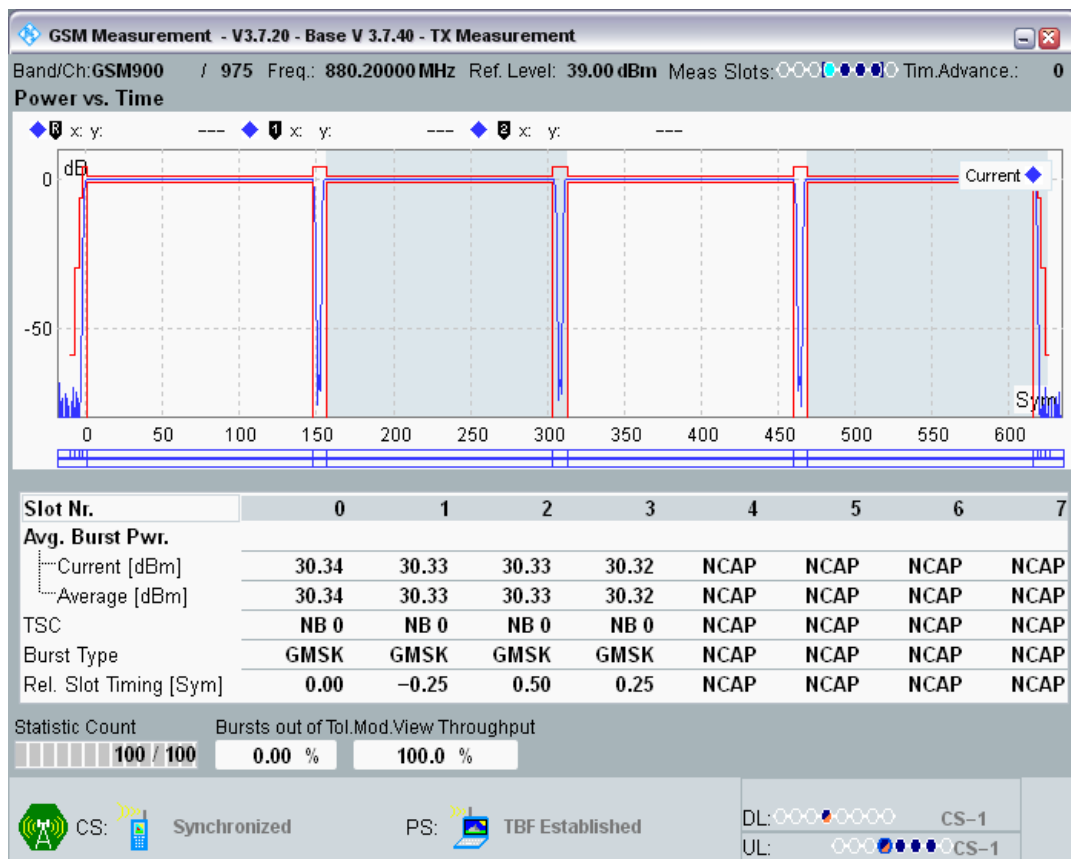 GSM Measurement - V3.7.20 - Base V 3.7.40 - TX Measurement
Band/Ch:GSM900 / 975 Freq.: 880.20000 MHz Ref. Level: 39.00 dBm Meas Slots: Tim.Advance.: 0
Power vs. Time
R x: y: --- 1 x: y: --- 2 x: y: ---
dB
0
Current
-50
Sym
0 50 100 150 200 250 300 350 400 450 500 550 600
Slot Nr. 0 1 2 3 4 5 6 7
Avg. Burst Pwr.
Current [dBm] 30.34 30.33 30.33 30.32 NCAP NCAP NCAP NCAP
Average [dBm] 30.34 30.33 30.33 30.32 NCAP NCAP NCAP NCAP
TSC NB 0 NB 0 NB 0 NB 0 NCAP NCAP NCAP NCAP
Burst Type GMSK GMSK GMSK GMSK NCAP NCAP NCAP NCAP
Rel. Slot Timing [Sym] 0.00 −0.25 0.50 0.25 NCAP NCAP NCAP NCAP
Statistic Count Bursts out of Tol.Mod.View Throughput
100 / 100 0.00 % 100.0 %
CS: Synchronized PS: TBF Established
DL: CS−1
UL: CS−1